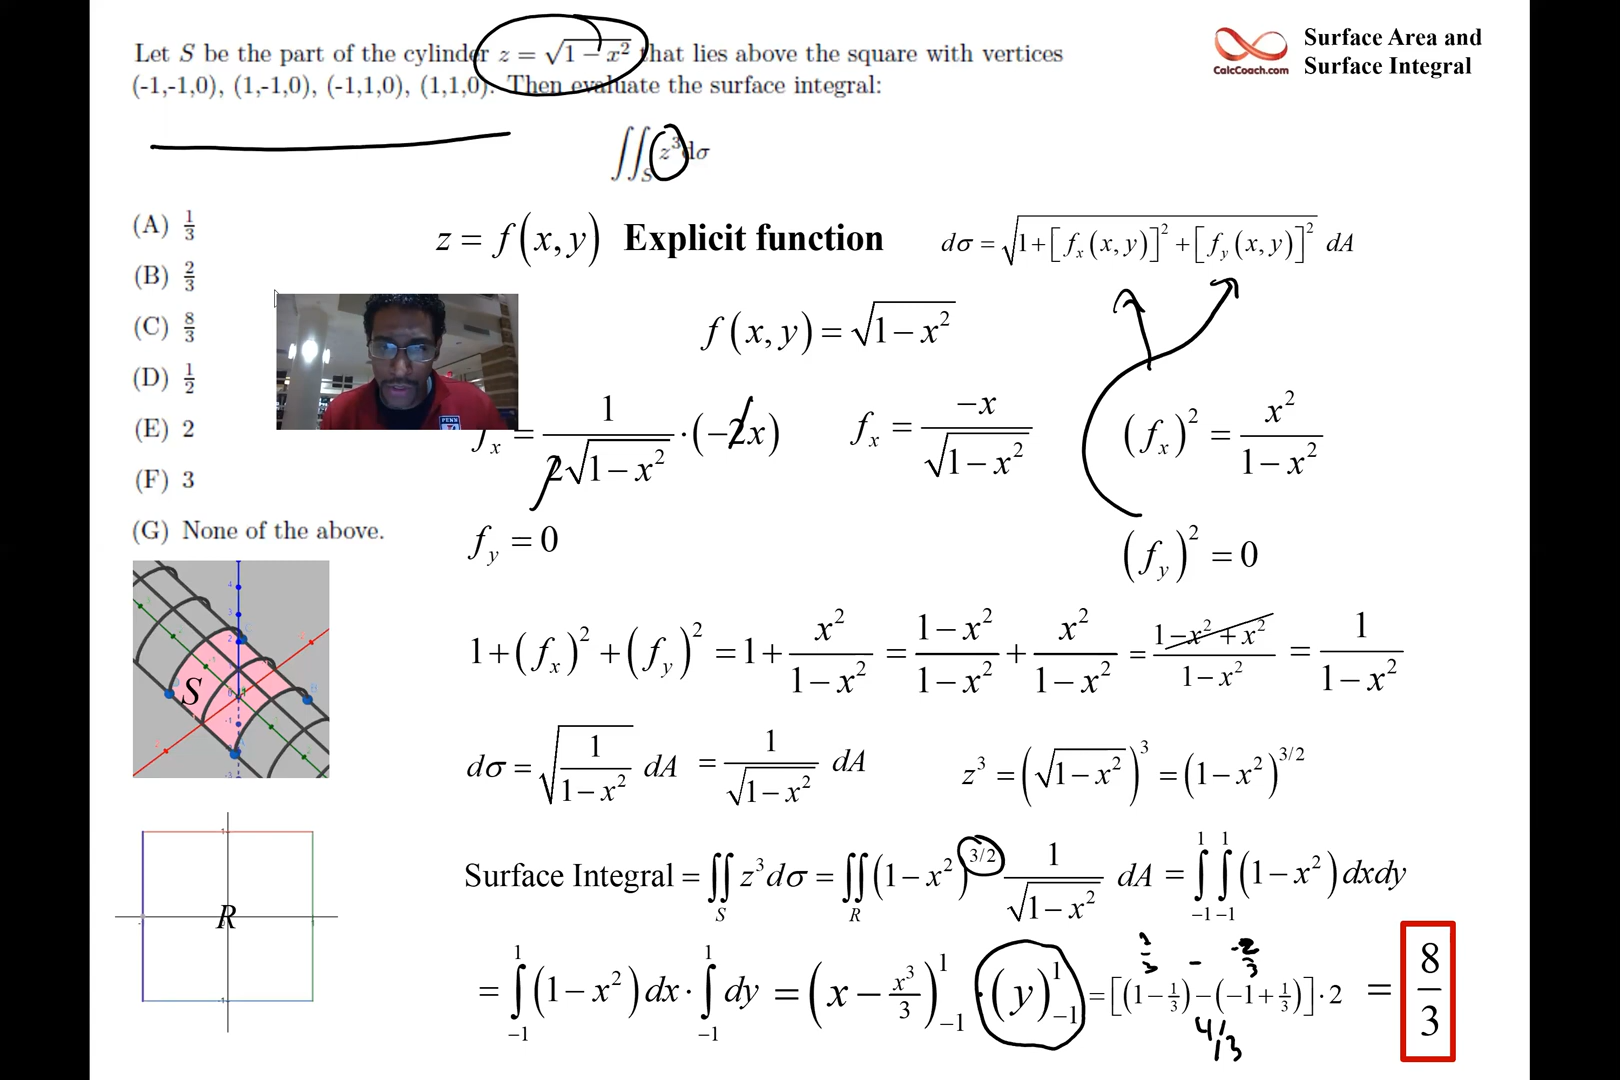 Let S be the part of the cylinder z = √(1 − x²) that lies above the square with vertices
(-1,-1,0), (1,-1,0), (-1,1,0), (1,1,0). Then evaluate the surface integral:
∬_S z³dσ
CalcCoach.com
Surface Area and
Surface Integral
(A) 1/3
(B) 2/3
(C) 8/3
(D) 1/2
(E) 2
(F) 3
(G) None of the above.
z = f(x, y) Explicit function
dσ = √(1+[f_x(x,y)]² +[f_y(x,y)]²) dA
f(x, y) = √(1 − x²)
PENN
f_x = 1/(2√(1 − x²)) · (−2x)
f_x = −x/√(1 − x²)
(f_x)² = x²/(1 − x²)
f_y = 0
(f_y)² = 0
1 + (f_x)² + (f_y)² = 1 + x²/(1 − x²) = (1 − x²)/(1 − x²) + x²/(1 − x²) = (1 − x² + x²)/(1 − x²) = 1/(1 − x²)
dσ = √(1/(1 − x²)) dA = 1/√(1 − x²) dA
z³ = (√(1 − x²))³ = (1 − x²)^(3/2)
Surface Integral = ∬_S z³dσ = ∬_R (1 − x²)^(3/2) 1/√(1 − x²) dA = ∫_−1^1 ∫_−1^1 (1 − x²)dxdy
2/3 − -2/3
= ∫_−1^1 (1 − x²)dx · ∫_−1^1 dy = (x − x³/3)_−1^1 · (y)_−1^1 = [(1 − 1/3) − (−1 + 1/3)] · 2 = 8/3
4/3
S
R